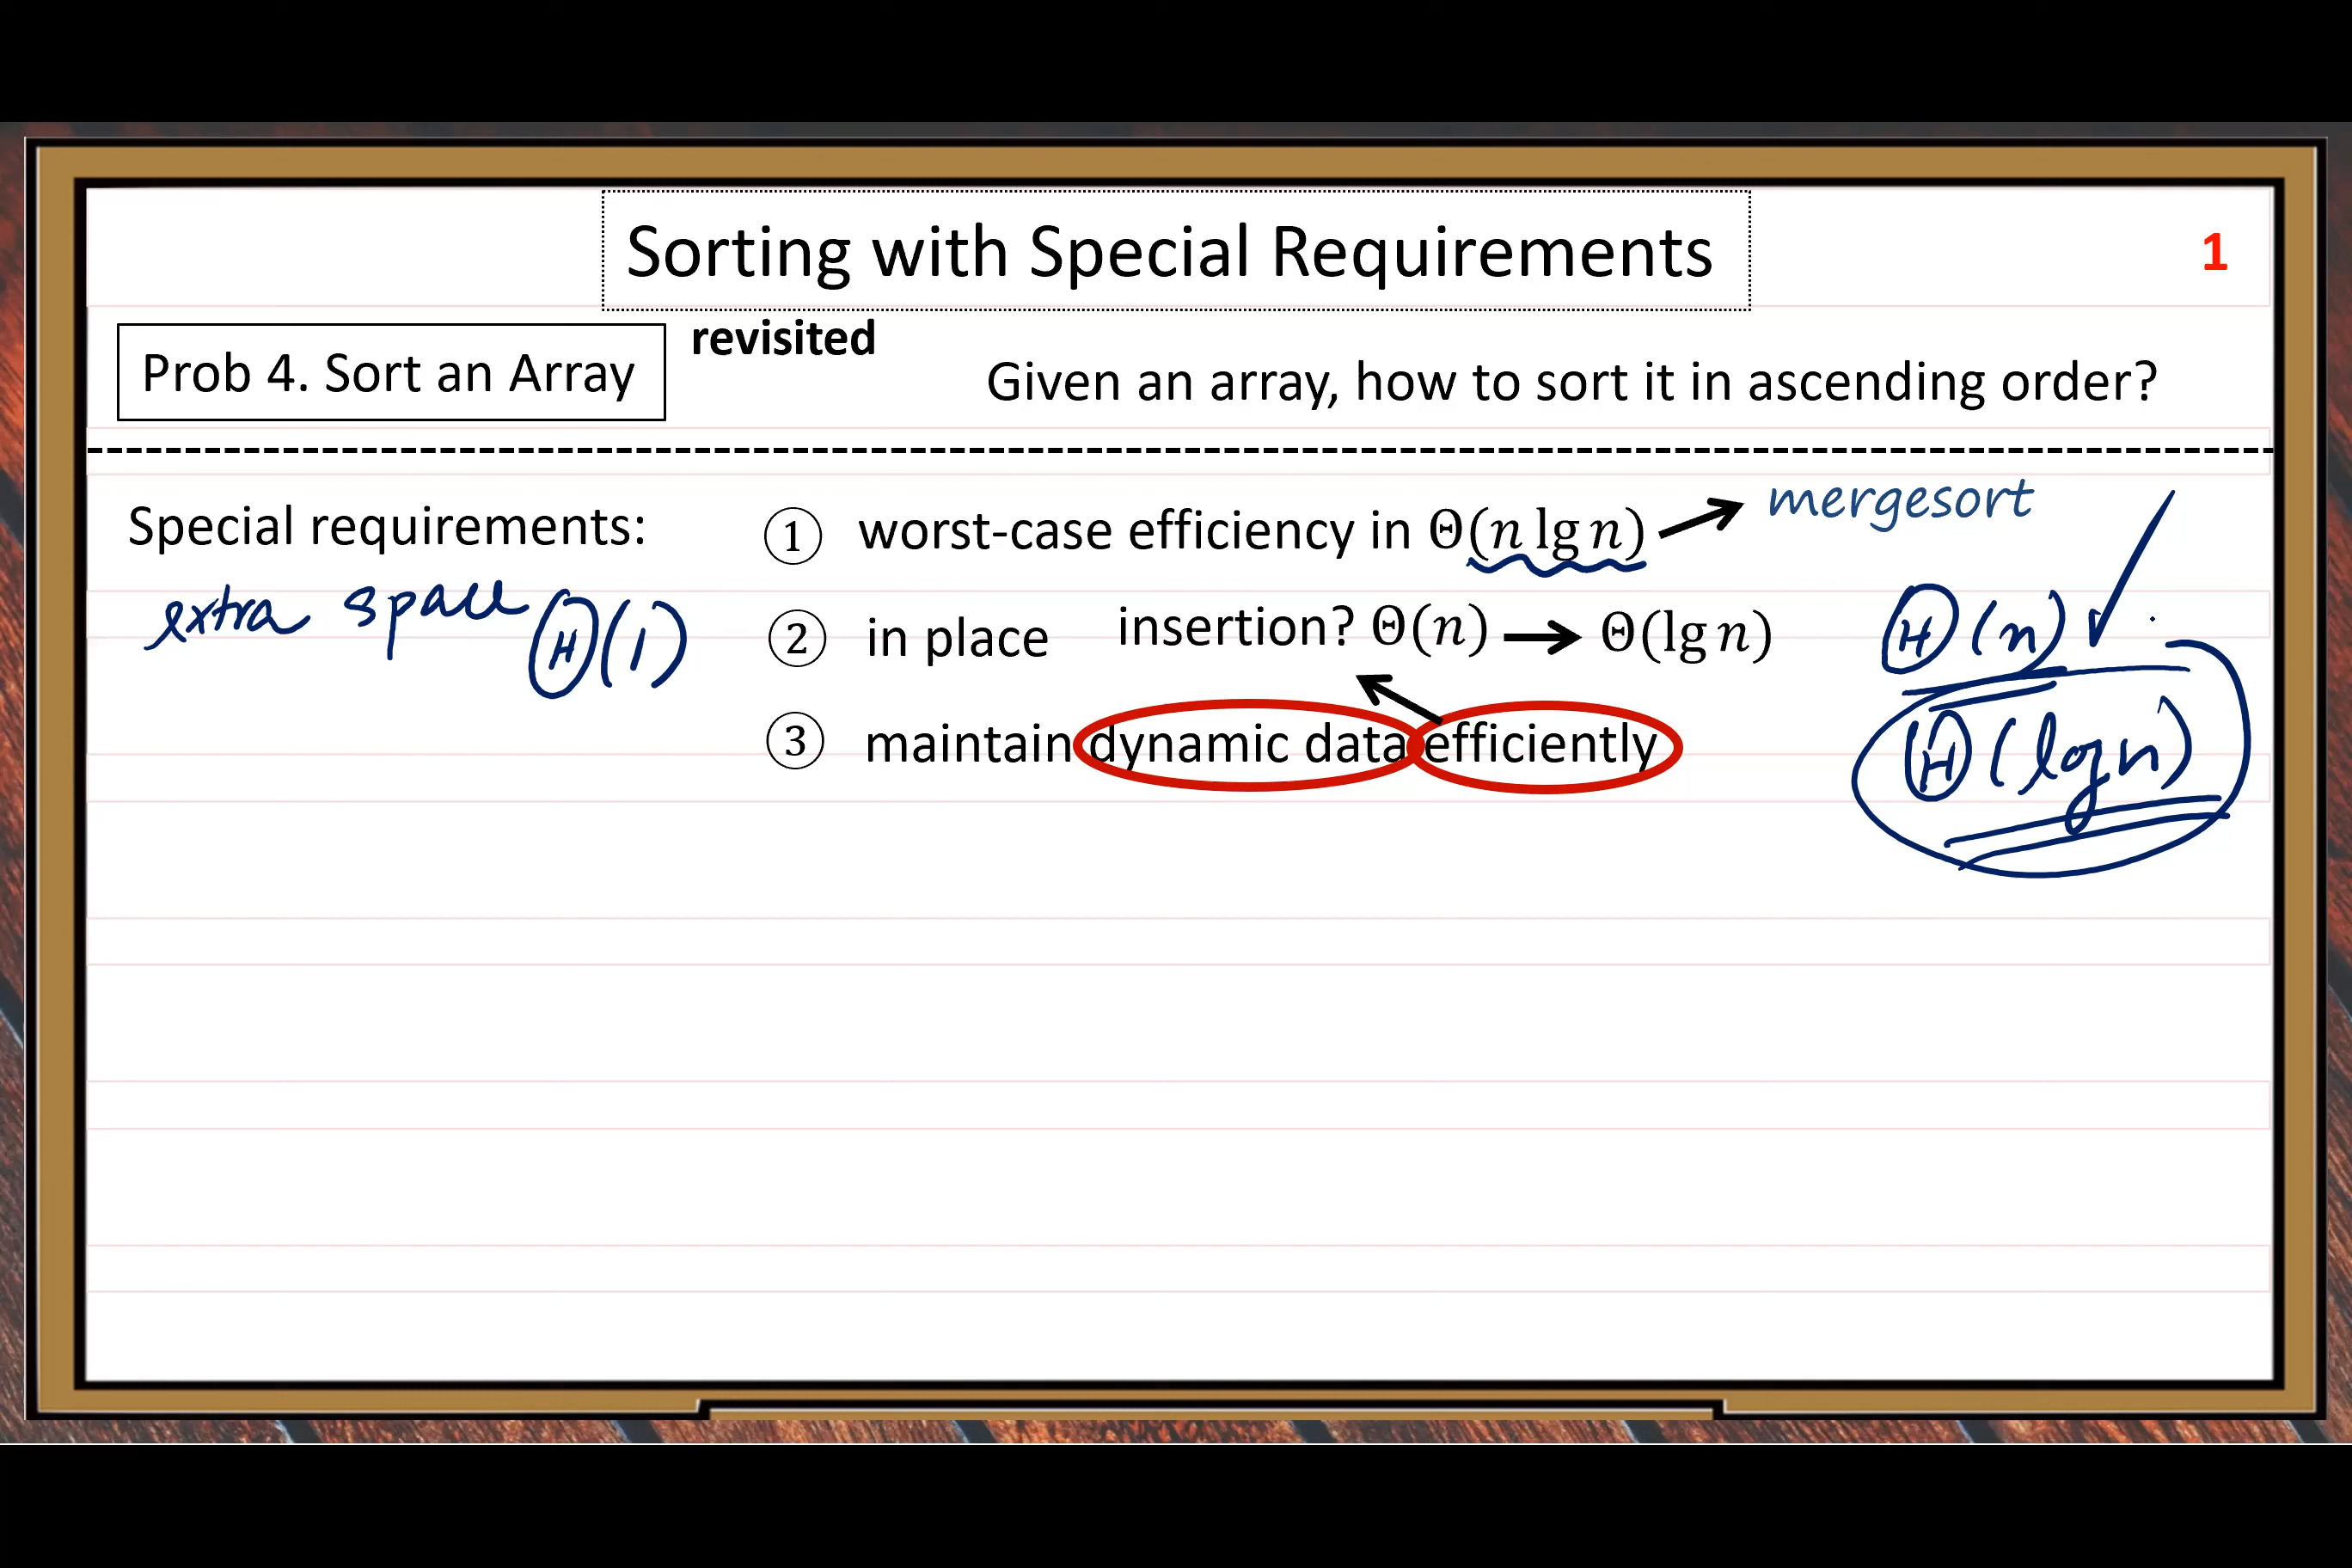 Sorting with Special Requirements
1
Prob 4. Sort an Array
revisited
Given an array, how to sort it in ascending order?
Special requirements:
① worst-case efficiency in Θ(n lg n)
mergesort
extra space Θ(1)
② in place
insertion? Θ(n) → Θ(lg n)
Θ(n) ✓
③ maintain dynamic data efficiently
Θ(log n)